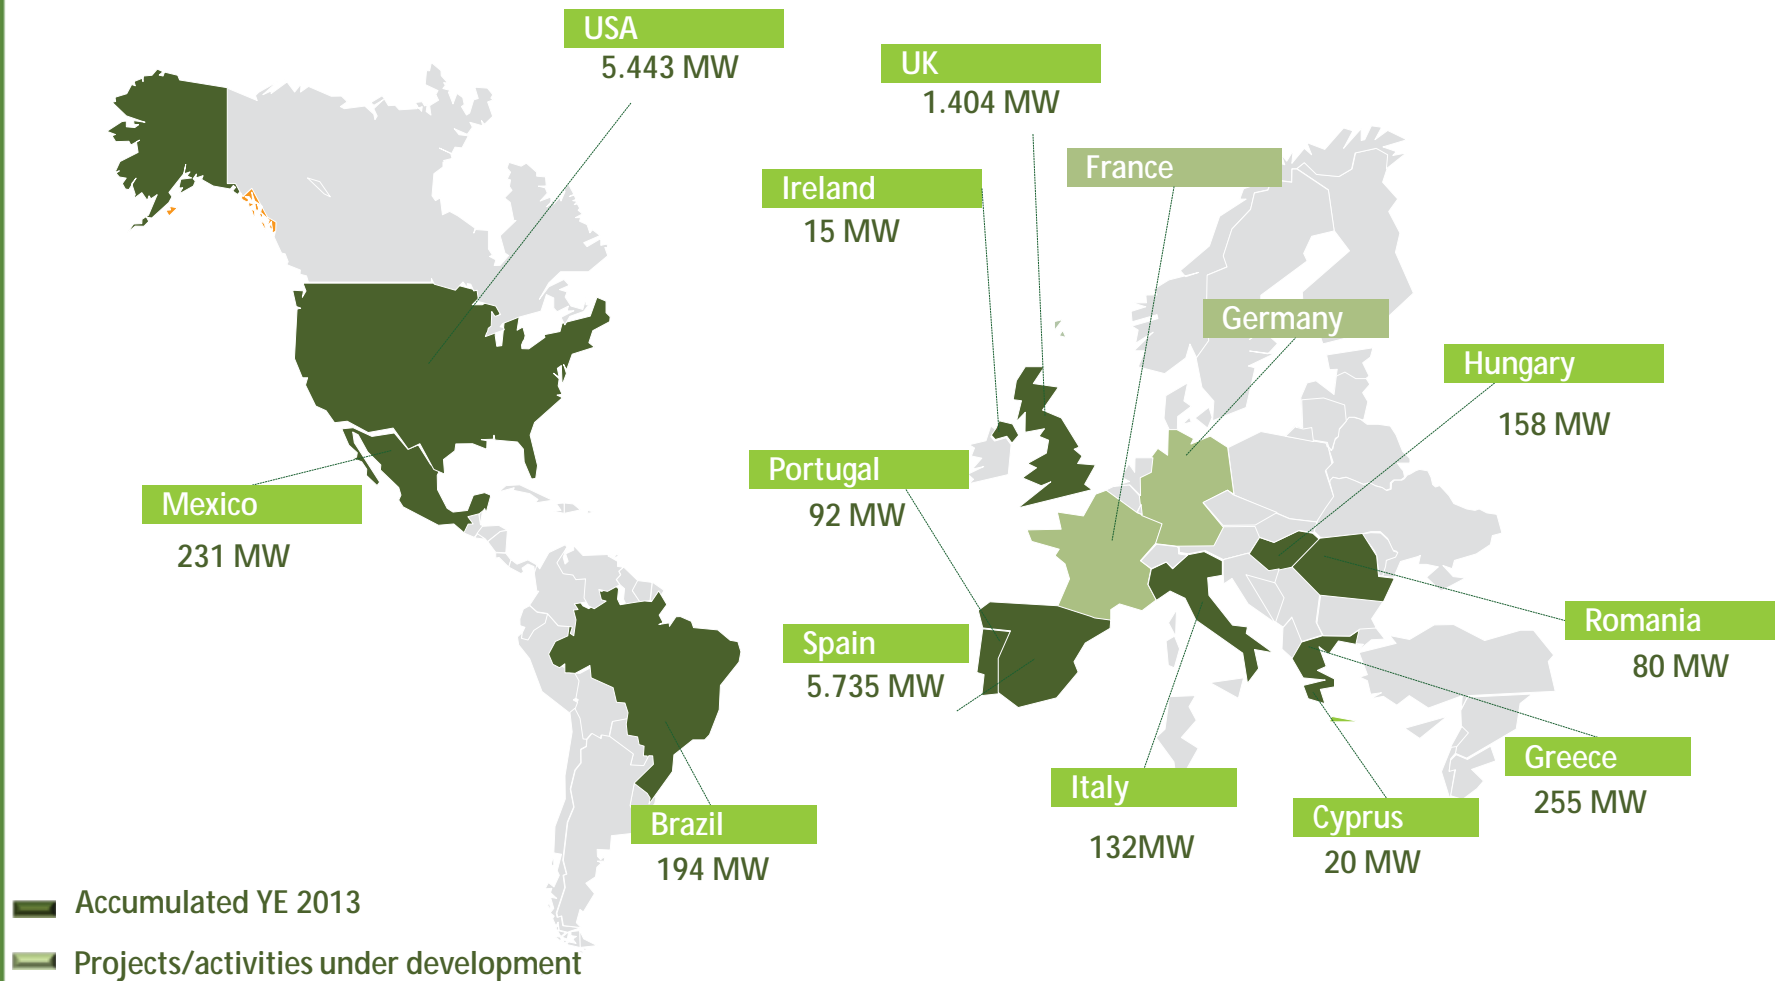 USA
5.443 MW
UK
1.404 MW
France
Ireland
15 MW
Germany
Hungary
158 MW
Portugal
92 MW
Mexico
231 MW
Spain
5.735 MW
Romania
80 MW
Greece
255 MW
Italy
132MW
Cyprus
20 MW
Brazil
194 MW
Accumulated YE 2013
Projects/activities under development